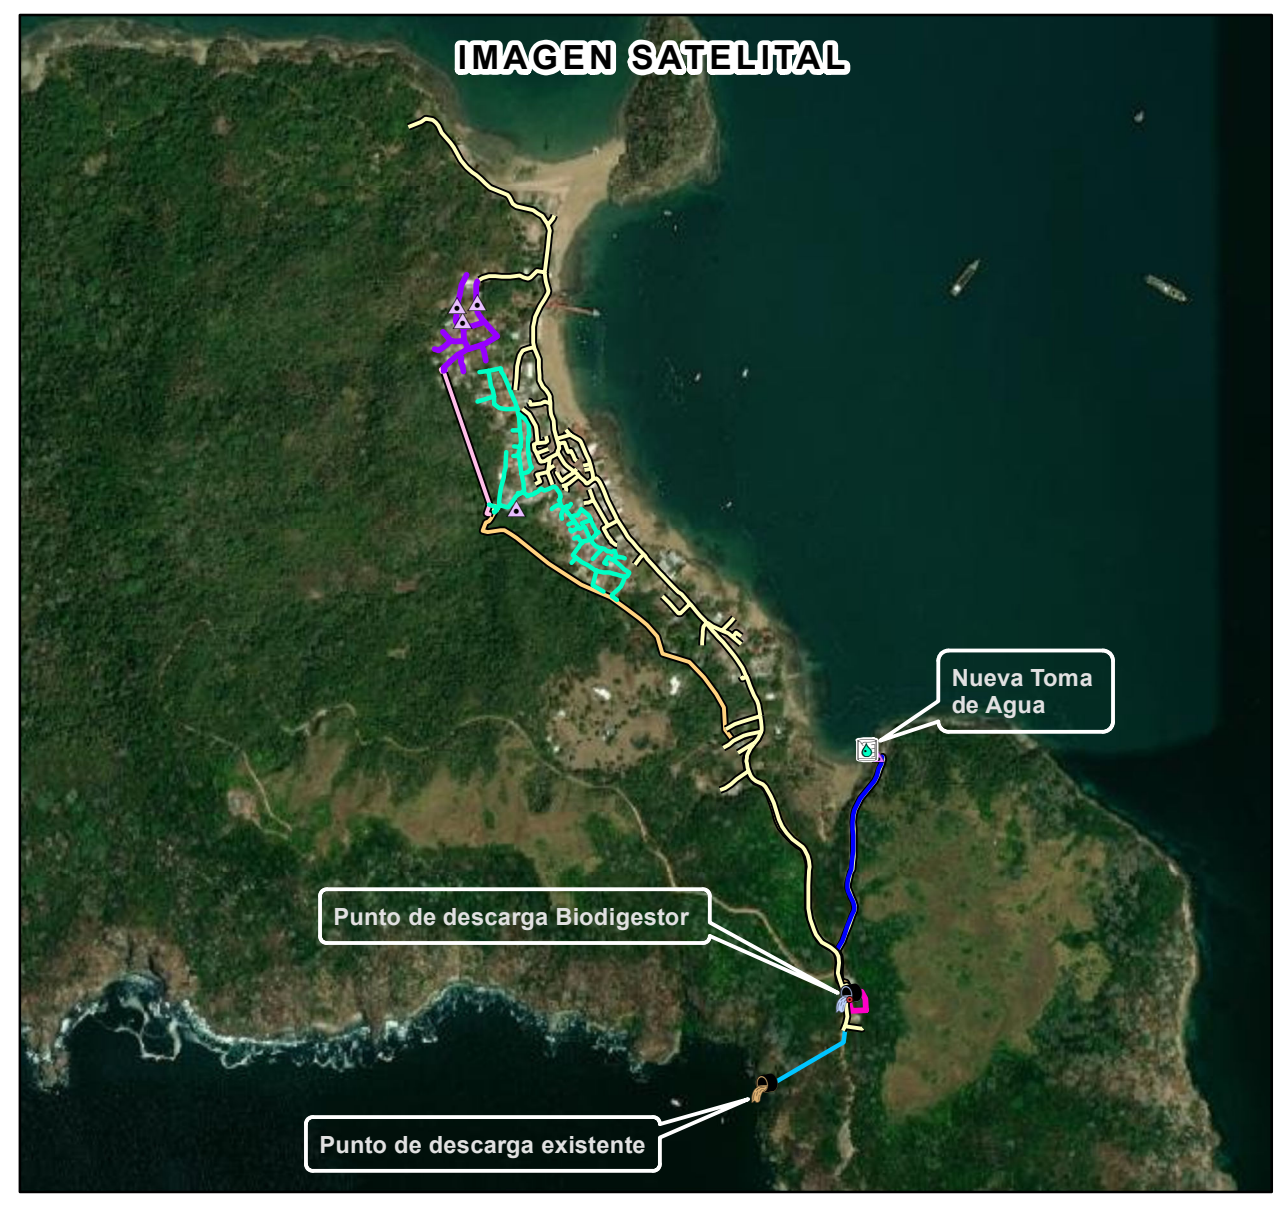 IMAGEN SATELITAL
Nueva Toma
de Agua
Punto de descarga Biodigestor
Punto de descarga existente